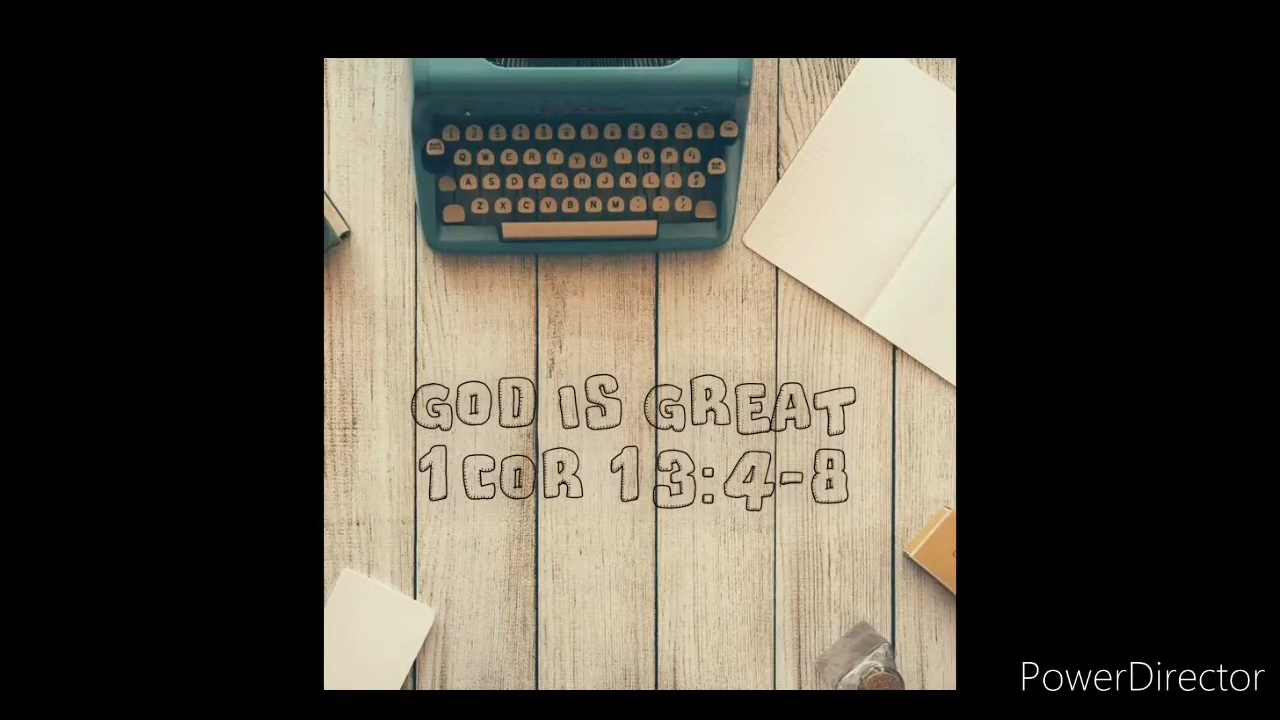 Q W E R T Y U I O P
A S D F G H J K L
Z X C V B N M
GOD IS GREAT
1COR 13:4-8
PowerDirector